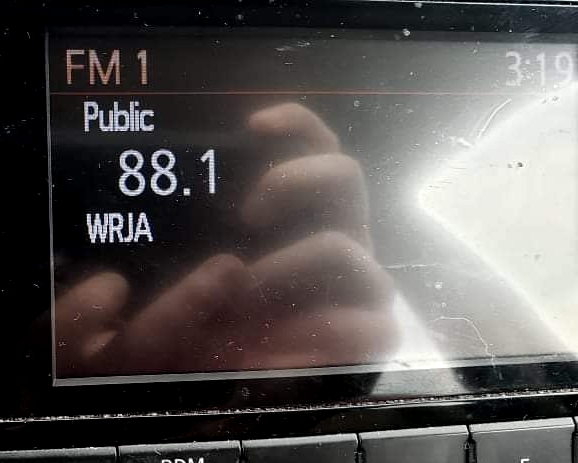 FM 1 3:19
Public
88.1
WRJA